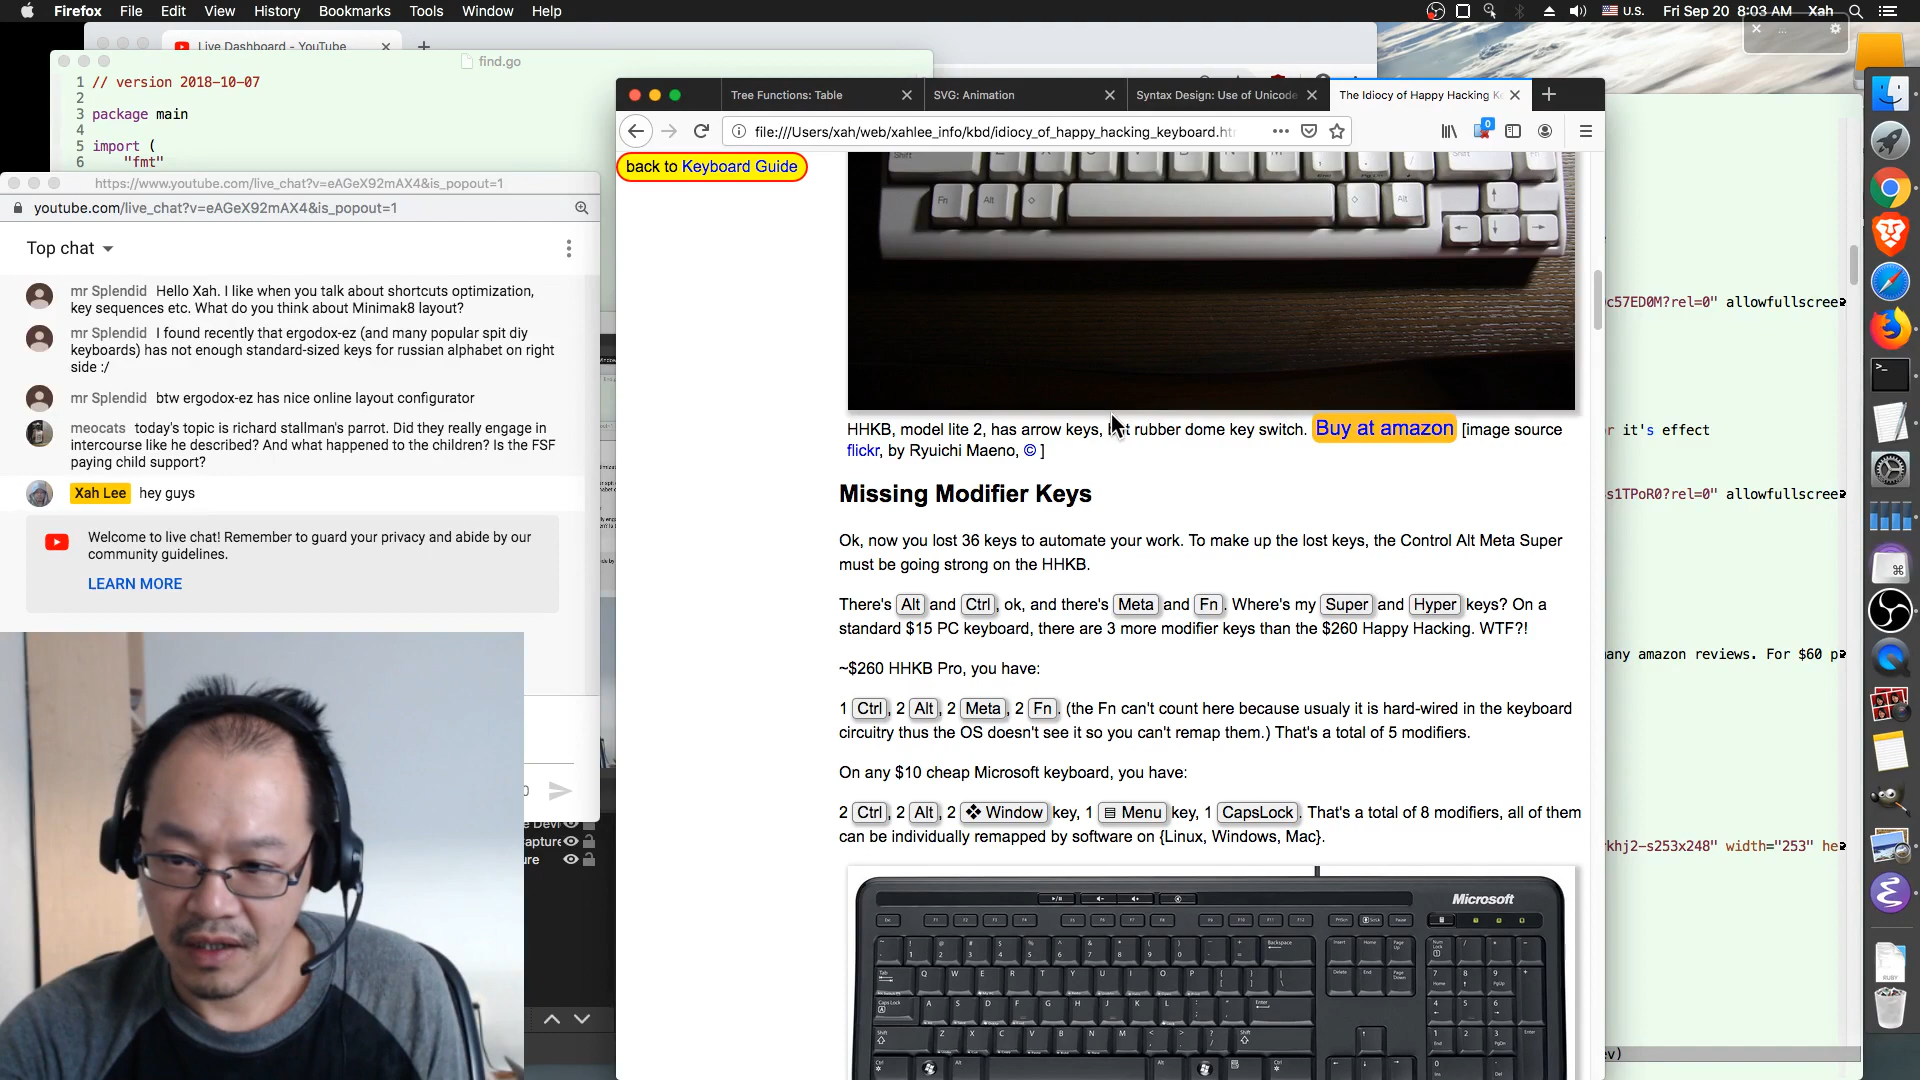 Firefox File Edit View History Bookmarks Tools Window Help
U.S. Fri Sep 20 8:03 AM Xah
Live Dashboard - YouTube
find.go
1 // version 2018-10-07
2
3 package main
4
5 import (
6 "fmt"
https://www.youtube.com/live_chat?v=eAGeX92mAX4&is_popout=1
youtube.com/live_chat?v=eAGeX92mAX4&is_popout=1
Top chat
mr Splendid Hello Xah. I like when you talk about shortcuts optimization,
key sequences etc. What do you think about Minimak8 layout?
mr Splendid I found recently that ergodox-ez (and many popular spit diy
keyboards) has not enough standard-sized keys for russian alphabet on right
side :/
mr Splendid btw ergodox-ez has nice online layout configurator
meocats today's topic is richard stallman's parrot. Did they really engage in
intercourse like he described? And what happened to the children? Is the FSF
paying child support?
Xah Lee hey guys
Welcome to live chat! Remember to guard your privacy and abide by our
community guidelines.
LEARN MORE
Tree Functions: Table
SVG: Animation
Syntax Design: Use of Unicode
The Idiocy of Happy Hacking K
file:///Users/xah/web/xahlee_info/kbd/idiocy_of_happy_hacking_keyboard.htm
0
back to Keyboard Guide
Shift
Fn Alt Alt
HHKB, model lite 2, has arrow keys, but rubber dome key switch. Buy at amazon [image source
flickr, by Ryuichi Maeno, © ]
Missing Modifier Keys
Ok, now you lost 36 keys to automate your work. To make up the lost keys, the Control Alt Meta Super
must be going strong on the HHKB.
There's Alt and Ctrl, ok, and there's Meta and Fn. Where's my Super and Hyper keys? On a
standard $15 PC keyboard, there are 3 more modifier keys than the $260 Happy Hacking. WTF?!
~$260 HHKB Pro, you have:
1 Ctrl, 2 Alt, 2 Meta, 2 Fn. (the Fn can't count here because usualy it is hard-wired in the keyboard
circuitry thus the OS doesn't see it so you can't remap them.) That's a total of 5 modifiers.
On any $10 cheap Microsoft keyboard, you have:
2 Ctrl, 2 Alt, 2 ❖ Window key, 1 ▤ Menu key, 1 CapsLock. That's a total of 8 modifiers, all of them
can be individually remapped by software on {Linux, Windows, Mac}.
Microsoft
c57ED0M?rel=0" allowfullscree
r it's effect
s1TPoR0?rel=0" allowfullscree
any amazon reviews. For $60 p
khj2-s253x248" width="253" he
RUBY